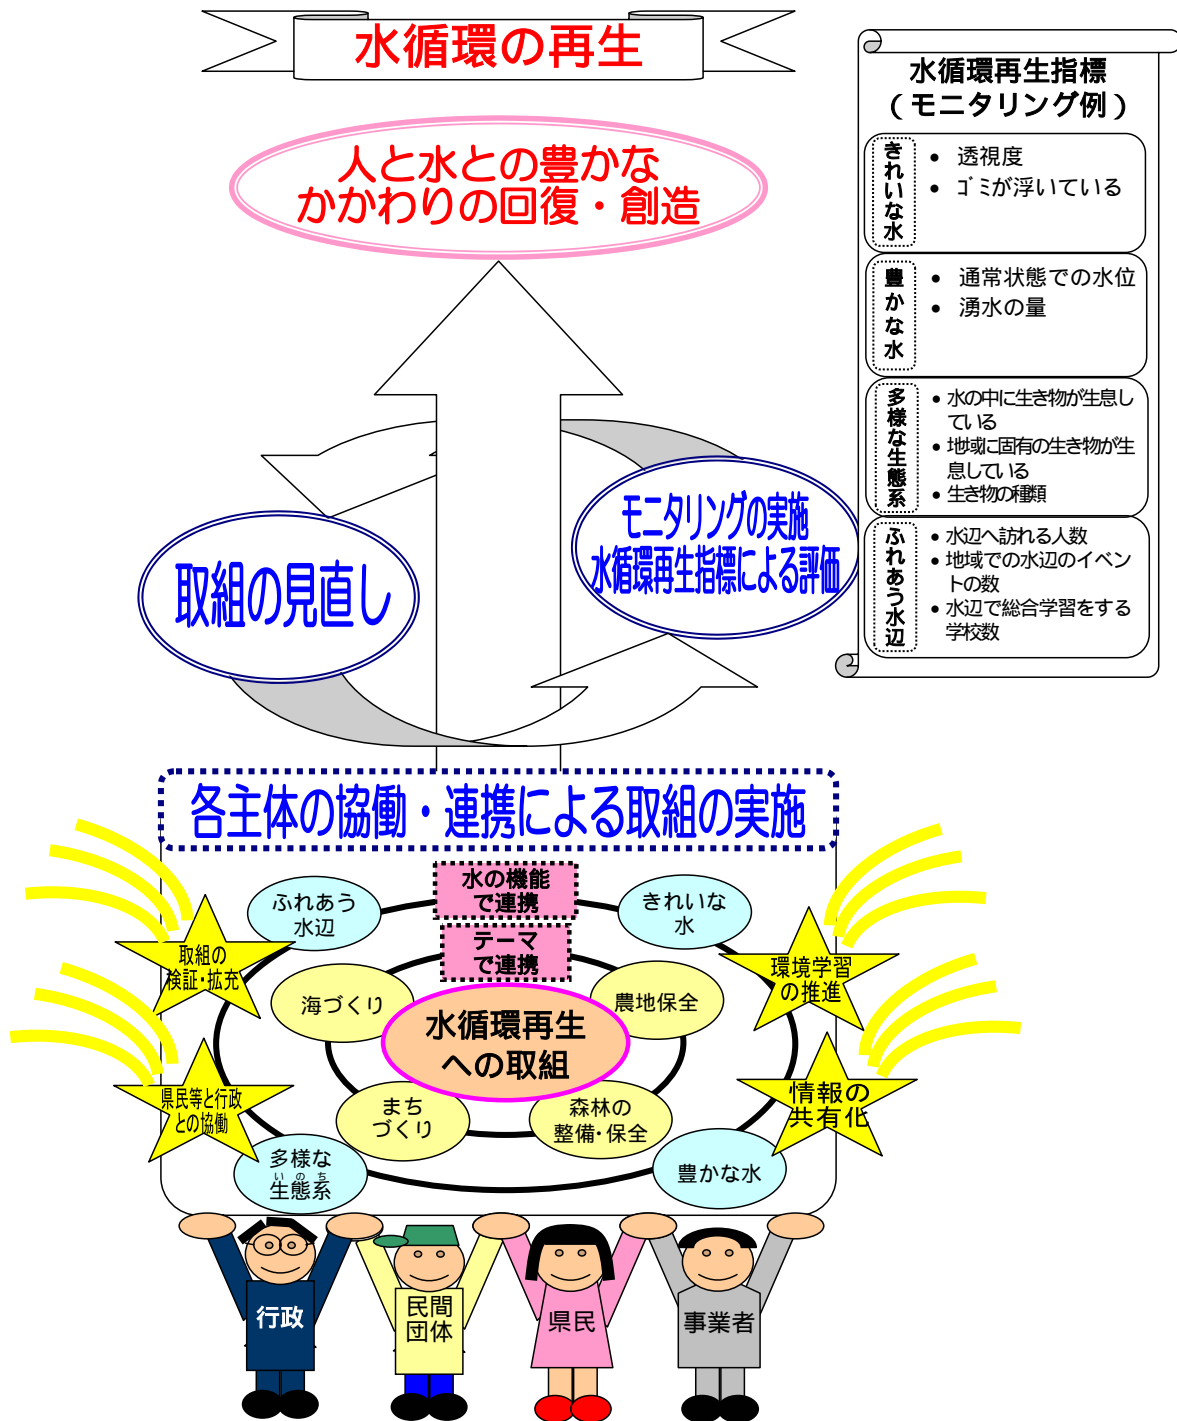 水循環の再生
人と水との豊かな
かかわりの回復・創造
水循環再生指標
（モニタリング例）
きれいな水
• 透視度
• ゴミが浮いている
豊かな水
• 通常状態での水位
• 湧水の量
多様な生態系
• 水の中に生き物が生息し
ている
• 地域に固有の生き物が生
息している
• 生き物の種類
ふれあう水辺
• 水辺へ訪れる人数
• 地域での水辺のイベン
トの数
• 水辺で総合学習をする
学校数
モニタリングの実施
水循環再生指標による評価
取組の見直し
各主体の協働・連携による取組の実施
水の機能
で連携
ふれあう
水辺
きれいな
水
テーマ
で連携
取組の
検証・拡充
環境学習
の推進
海づくり
農地保全
水循環再生
への取組
県民等と行政
との協働
情報の
共有化
まち
づくり
森林の
整備・保全
多様な
いのち
生態系
豊かな水
行政
民間
団体
県民
事業者